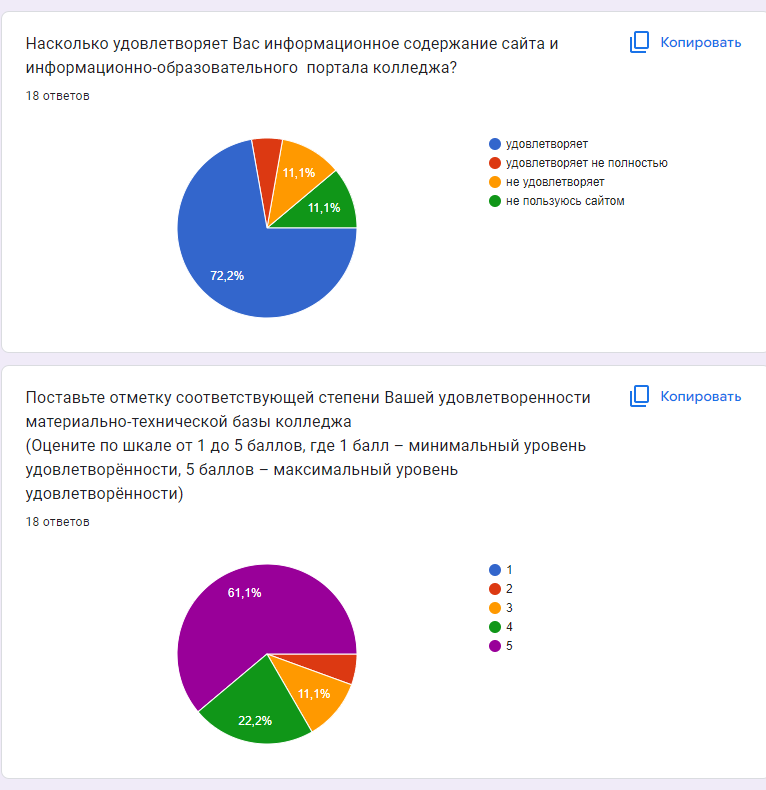 Насколько удовлетворяет Вас информационное содержание сайта и
информационно-образовательного  портала колледжа?
Копировать
18 ответов
удовлетворяет
удовлетворяет не полностью
не удовлетворяет
не пользуюсь сайтом
11,1%
11,1%
72,2%
Поставьте отметку соответствующей степени Вашей удовлетворенности
материально-технической базы колледжа
(Оцените по шкале от 1 до 5 баллов, где 1 балл – минимальный уровень
удовлетворённости, 5 баллов – максимальный уровень
удовлетворённости)
Копировать
18 ответов
1
2
3
4
5
61,1%
11,1%
22,2%